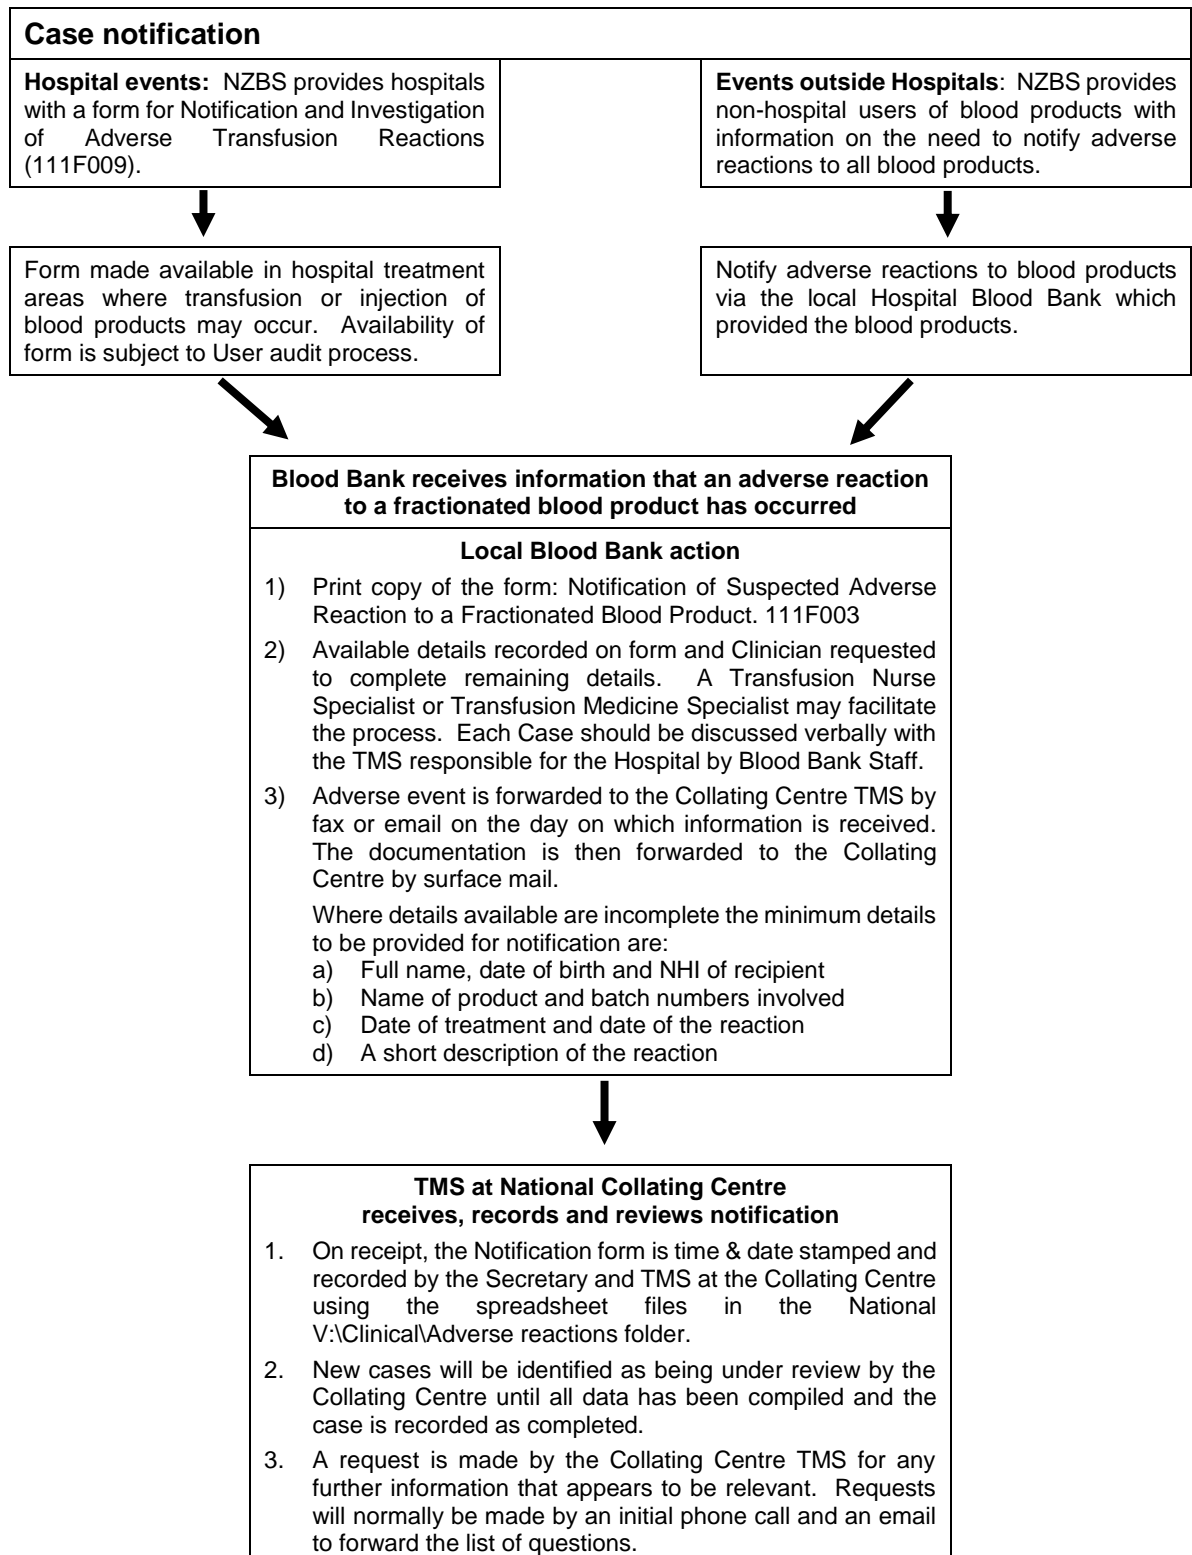 Case notification
Hospital events: NZBS provides hospitals
with a form for Notification and Investigation
of Adverse Transfusion Reactions
(111F009).
Events outside Hospitals: NZBS provides
non-hospital users of blood products with
information on the need to notify adverse
reactions to all blood products.
Form made available in hospital treatment
areas where transfusion or injection of
blood products may occur. Availability of
form is subject to User audit process.
Notify adverse reactions to blood products
via the local Hospital Blood Bank which
provided the blood products.
Blood Bank receives information that an adverse reaction
to a fractionated blood product has occurred
Local Blood Bank action
1) Print copy of the form: Notification of Suspected Adverse
Reaction to a Fractionated Blood Product. 111F003
2) Available details recorded on form and Clinician requested
to complete remaining details. A Transfusion Nurse
Specialist or Transfusion Medicine Specialist may facilitate
the process. Each Case should be discussed verbally with
the TMS responsible for the Hospital by Blood Bank Staff.
3) Adverse event is forwarded to the Collating Centre TMS by
fax or email on the day on which information is received.
The documentation is then forwarded to the Collating
Centre by surface mail.
Where details available are incomplete the minimum details
to be provided for notification are:
a) Full name, date of birth and NHI of recipient
b) Name of product and batch numbers involved
c) Date of treatment and date of the reaction
d) A short description of the reaction
TMS at National Collating Centre
receives, records and reviews notification
1. On receipt, the Notification form is time & date stamped and
recorded by the Secretary and TMS at the Collating Centre
using the spreadsheet files in the National
V:\Clinical\Adverse reactions folder.
2. New cases will be identified as being under review by the
Collating Centre until all data has been compiled and the
case is recorded as completed.
3. A request is made by the Collating Centre TMS for any
further information that appears to be relevant. Requests
will normally be made by an initial phone call and an email
to forward the list of questions.